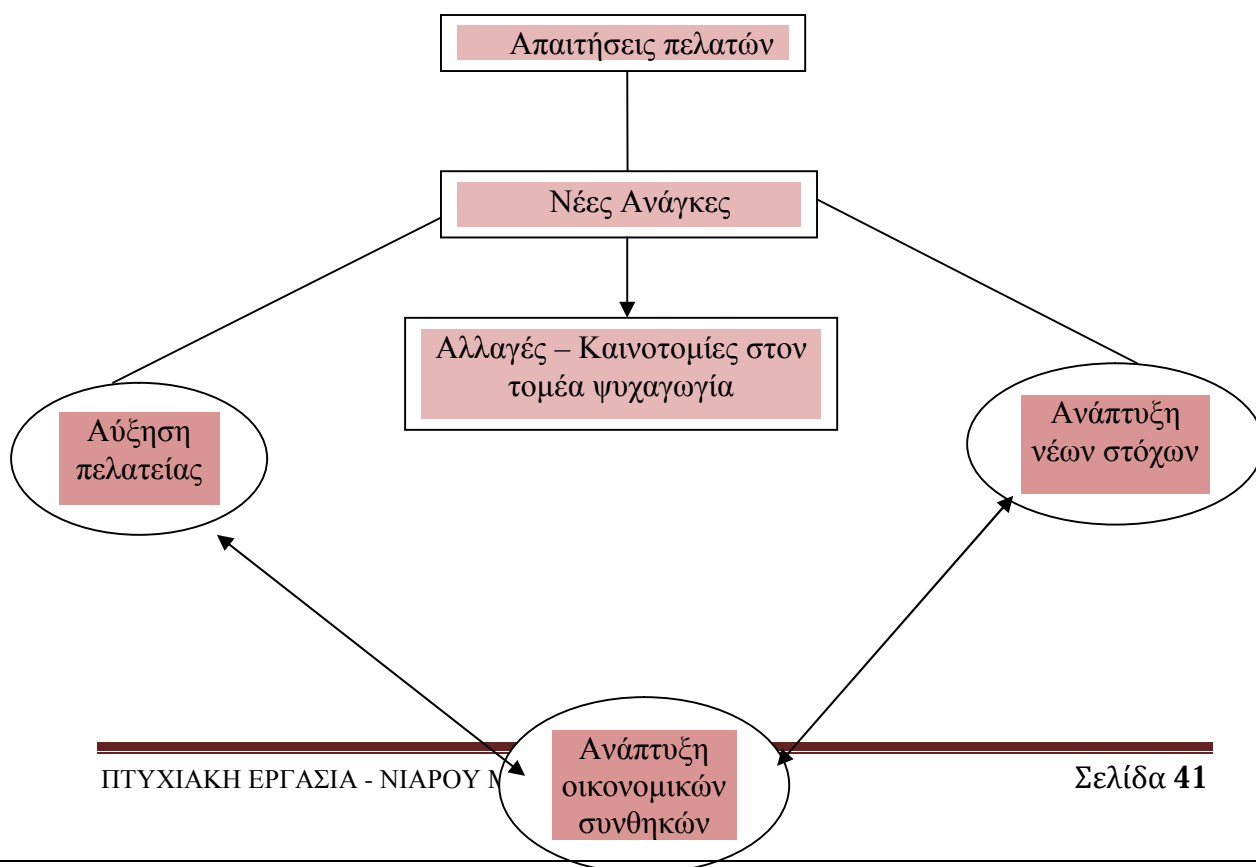 Απαιτήσεις πελατών
Νέες Ανάγκες
Αλλαγές – Καινοτομίες στον
τομέα ψυχαγωγία
Αύξηση
πελατείας
Ανάπτυξη
νέων στόχων
Ανάπτυξη
οικονομικών
συνθηκών
ΠΤΥΧΙΑΚΗ ΕΡΓΑΣΙΑ - ΝΙΑΡΟΥ
Σελίδα 41